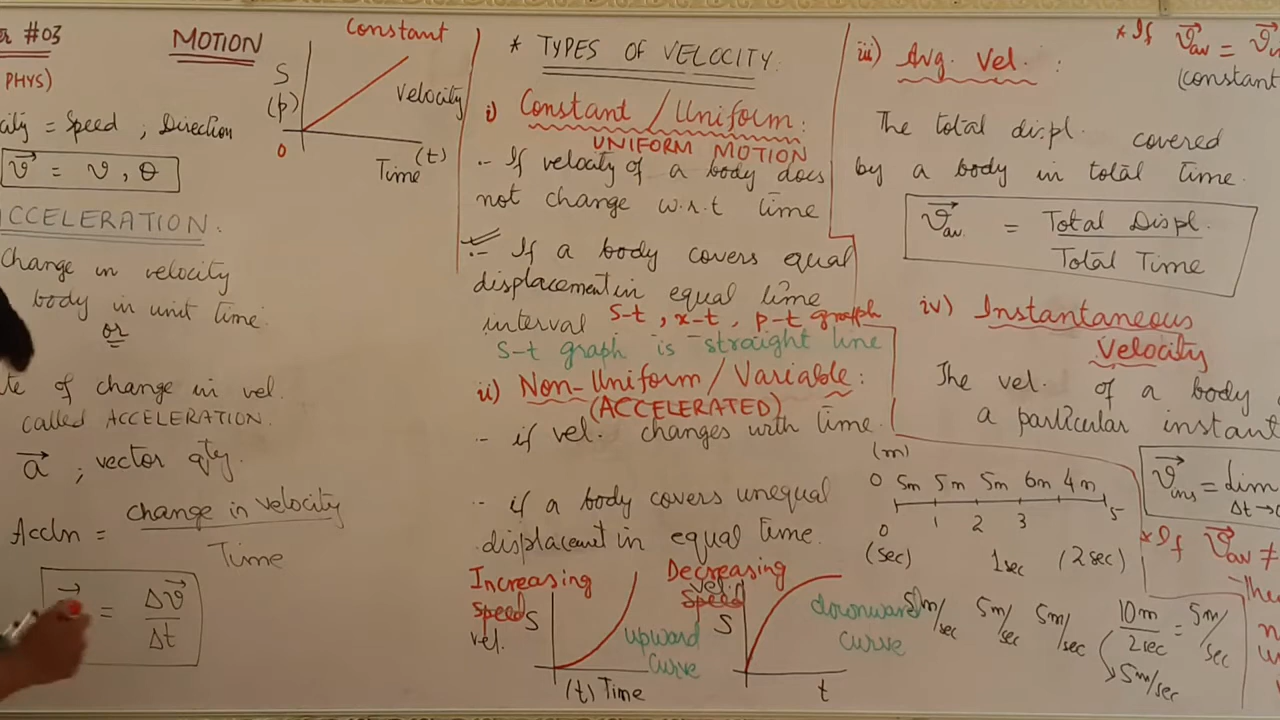 #03
MOTION
PHYS)
= Speed ; Direction
v⃗ = v , θ
ACCELERATION.
Change in velocity
body in unit time.
or
of change in vel.
called ACCELERATION.
a⃗ ; vector qty.
Accln = change in velocity
Time
= Δv⃗
Δt
Constant
S
(p)
velocity
0
Time (t)
* TYPES OF VELOCITY
i) Constant / Uniform:
UNIFORM MOTION
:- If velocity of a body does
not change w.r.t time
:- If a body covers equal
displacement in equal time
interval S-t , x-t , p-t graph
S-t graph is straight line
ii) Non-Uniform / Variable:
(ACCELERATED)
:- if vel. changes with time.
:- if a body covers unequal
displacement in equal time.
Increasing
Speed
vel.
S
upward
curve
(t) Time
Decreasing
vel.
Speed
S
downward
curve
t
iii) Avg. Vel. :
The total displ. covered
by a body in total time.
v⃗av. = Total Displ.
Total Time
* If v⃗av =
(constant
iv) Instantaneous
Velocity
The vel. of a body
a particular instant
v⃗ins =
Δt→
(m)
0 5m 5m 5m 6m 4m
0 1 2 3 5
(sec) 1sec (2sec)
5m/sec 5m/sec 5m/sec 10m/2sec = 5m/sec
5m/sec
* If v⃗av ≠